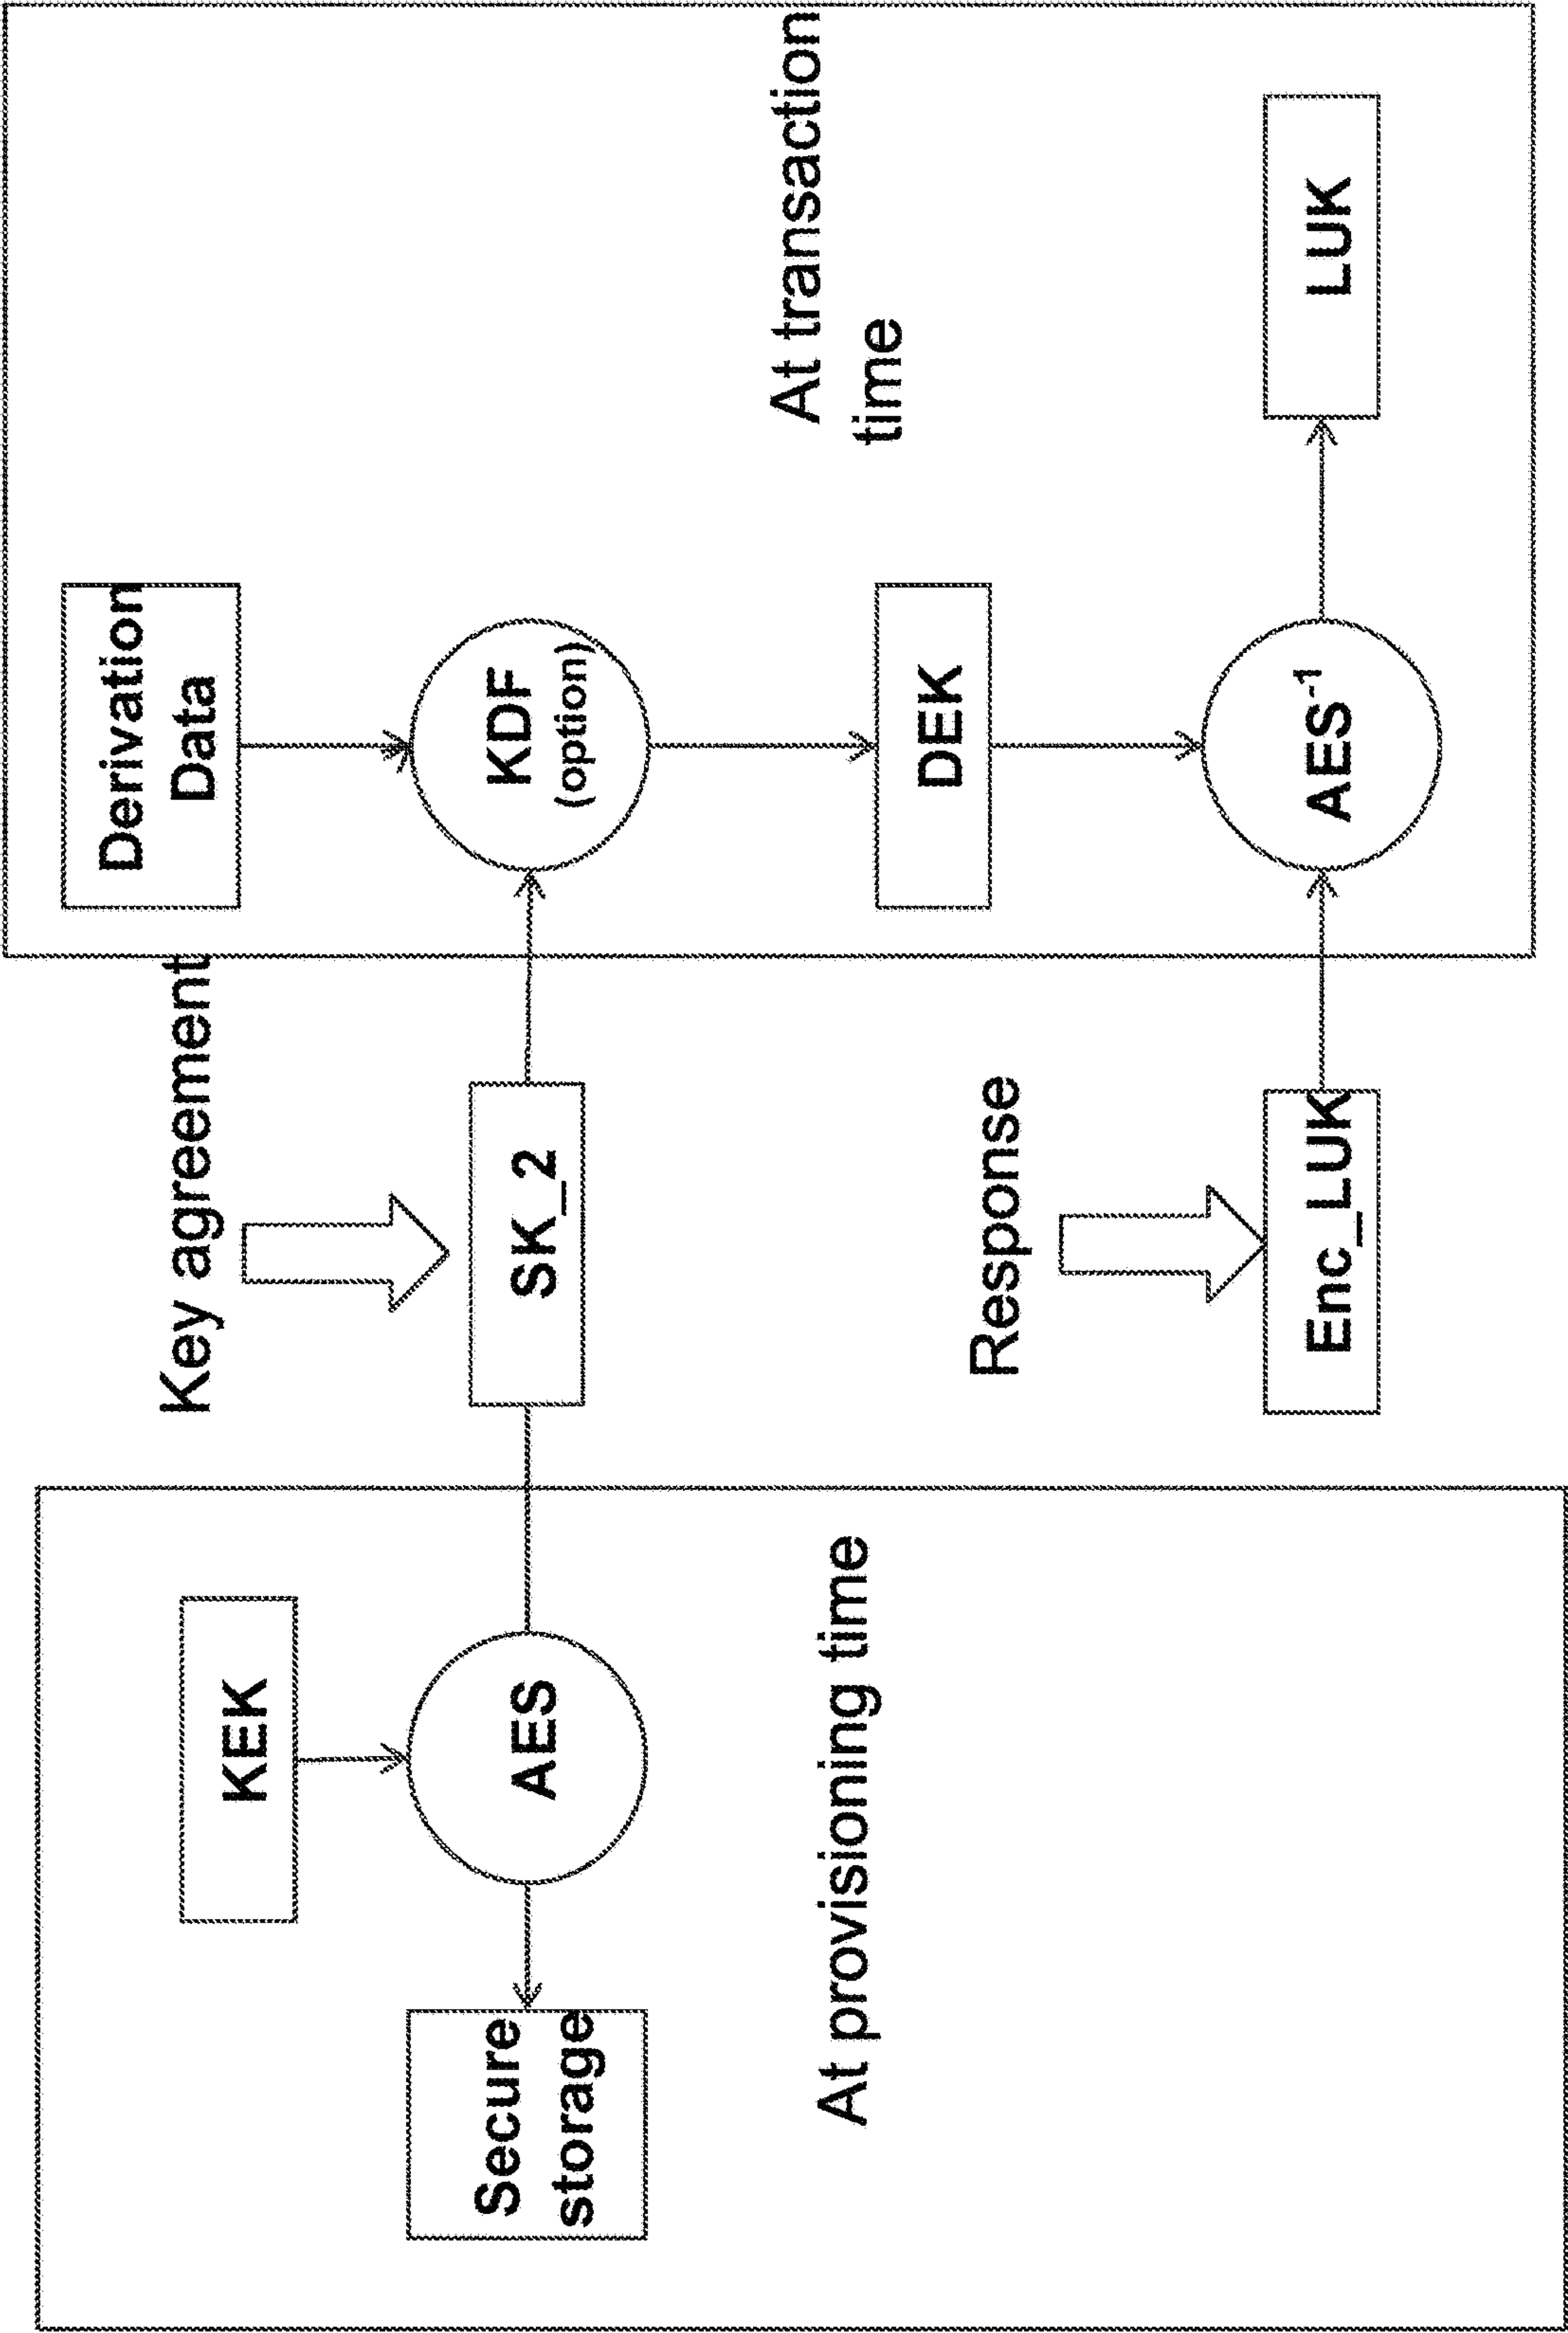 KEK
AES
Secure
storage
At provisioning time
Key agreement
SK_2
Response
Enc_LUK
Derivation
Data
KDF
(option)
DEK
AES-1
At transaction
time
LUK